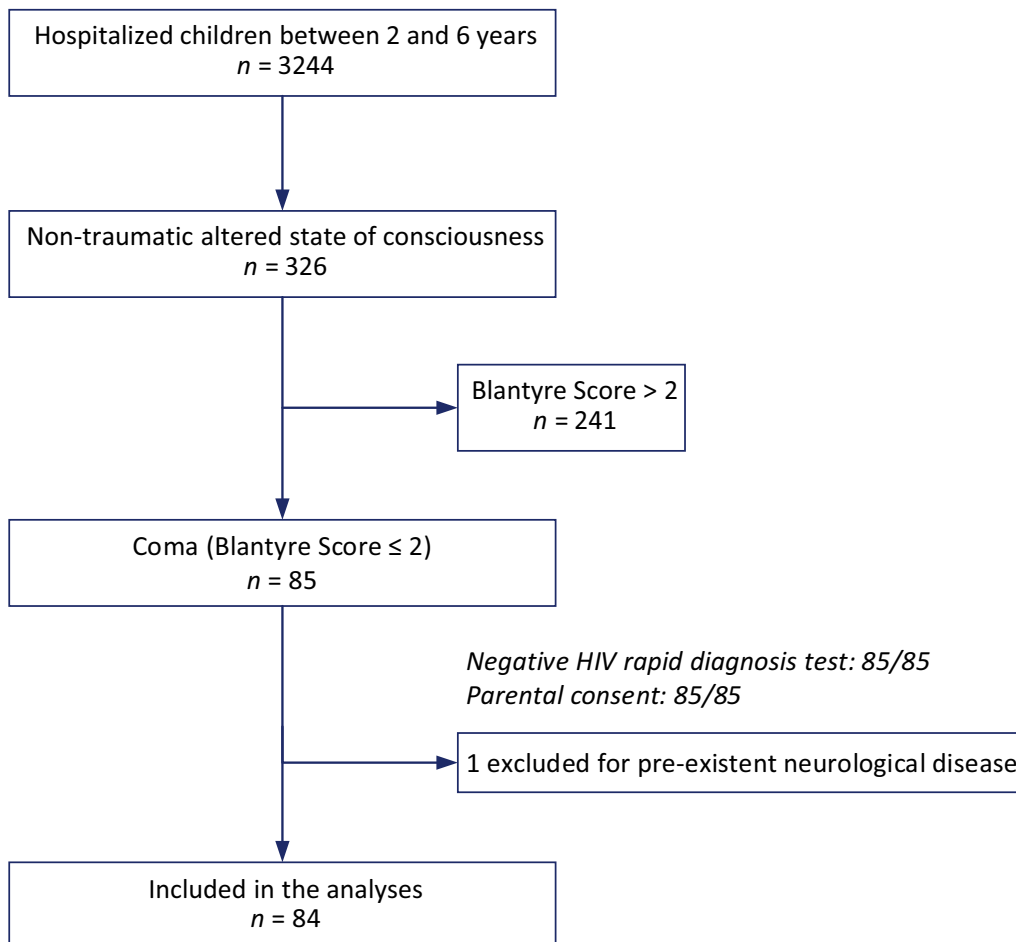 Hospitalized children between 2 and 6 years
n = 3244
Non-traumatic altered state of consciousness
n = 326
Blantyre Score > 2
n = 241
Coma (Blantyre Score ≤ 2)
n = 85
Negative HIV rapid diagnosis test: 85/85
Parental consent: 85/85
1 excluded for pre-existent neurological disease
Included in the analyses
n = 84